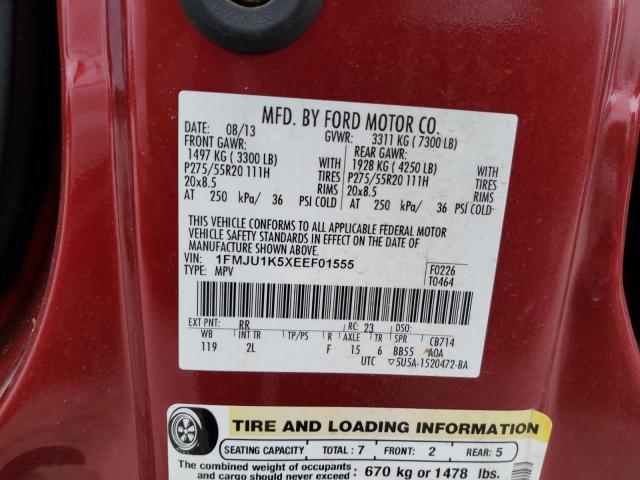 MFD. BY FORD MOTOR CO.
DATE: 08/13 GVWR: 3311 KG ( 7300 LB)
FRONT GAWR: REAR GAWR:
1497 KG ( 3300 LB) WITH 1928 KG ( 4250 LB) WITH
P275/55R20 111H TIRES P275/55R20 111H TIRES
20x8.5 RIMS 20x8.5 RIMS
AT 250 kPa/ 36 PSI COLD AT 250 kPa/ 36 PSI COLD
THIS VEHICLE CONFORMS TO ALL APPLICABLE FEDERAL MOTOR
VEHICLE SAFETY STANDARDS IN EFFECT ON THE DATE OF
MANUFACTURE SHOWN ABOVE.
VIN: 1FMJU1K5XEEF01555 F0226
TYPE: MPV T0464
EXT PNT: RR RC: 23 DSO:
WB INT TR TP/PS R AXLE TR SPR CB714
119 2L F 15 6 BB55 AOA
UTC ▽5U5A-1520472-BA
TIRE AND LOADING INFORMATION
SEATING CAPACITY TOTAL: 7 FRONT: 2 REAR: 5
The combined weight of occupants
and cargo should never exceed 670 kg or 1478 lbs.